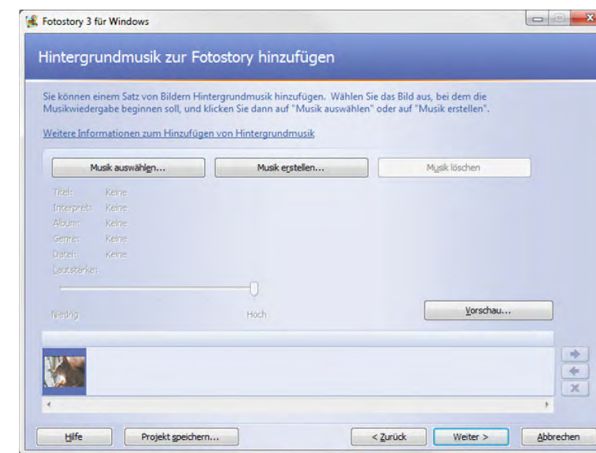 Fotostory 3 für Windows
Hintergrundmusik zur Fotostory hinzufügen
Sie können einem Satz von Bildern Hintergrundmusik hinzufügen. Wählen Sie das Bild aus, bei dem die
Musikwiedergabe beginnen soll, und klicken Sie dann auf "Musik auswählen" oder auf "Musik erstellen".
Weitere Informationen zum Hinzufügen von Hintergrundmusik
Musik auswählen... Musik erstellen... Musik löschen
Titel: Keine
Interpret: Keine
Album: Keine
Genre: Keine
Datei: Keine
Lautstärke:
Niedrig Hoch Vorschau...
Hilfe Projekt speichern... < Zurück Weiter > Abbrechen